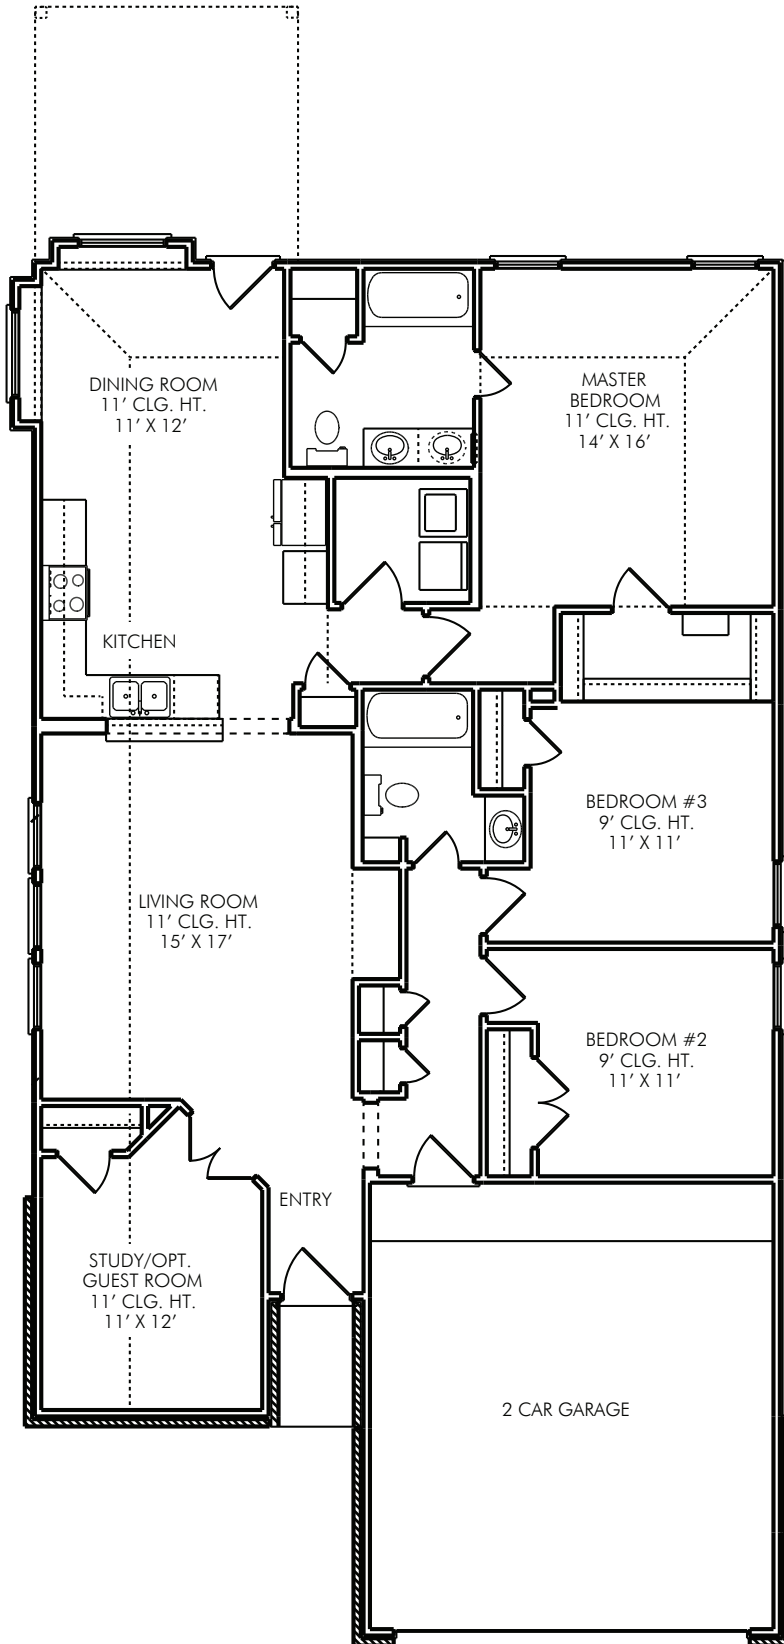 DINING ROOM
11' CLG. HT.
11' X 12'
MASTER
BEDROOM
11' CLG. HT.
14' X 16'
KITCHEN
BEDROOM #3
9' CLG. HT.
11' X 11'
LIVING ROOM
11' CLG. HT.
15' X 17'
BEDROOM #2
9' CLG. HT.
11' X 11'
ENTRY
STUDY/OPT.
GUEST ROOM
11' CLG. HT.
11' X 12'
2 CAR GARAGE